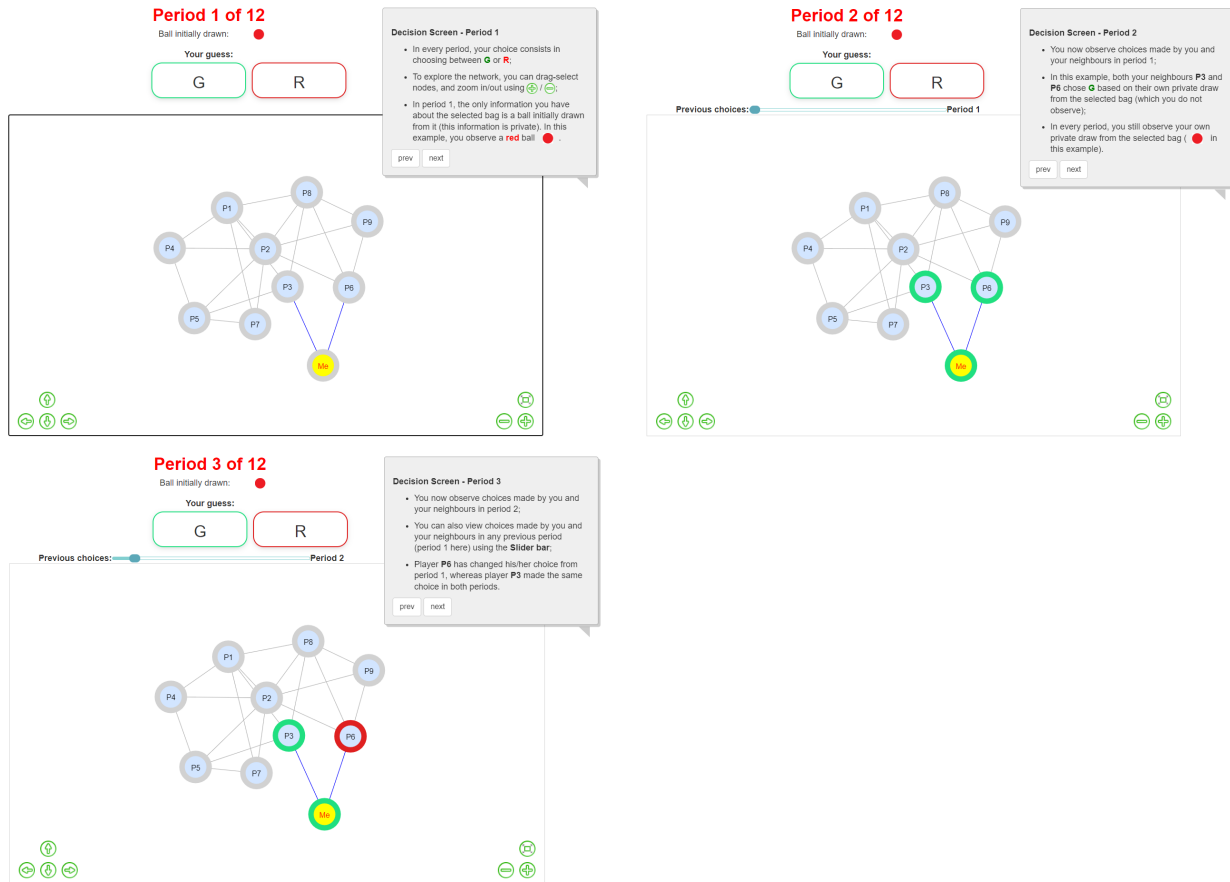 Period 1 of 12
Ball initially drawn:
Your guess:
G
R
Decision Screen - Period 1
• In every period, your choice consists in
choosing between G or R;
• To explore the network, you can drag-select
nodes, and zoom in/out using ⊕ / ⊖;
• In period 1, the only information you have
about the selected bag is a ball initially drawn
from it (this information is private). In this
example, you observe a red ball .
prev
next
P8
P1
P9
P4
P2
P3
P6
P5
P7
Me
Period 2 of 12
Ball initially drawn:
Your guess:
G
R
Previous choices:
Period 1
Decision Screen - Period 2
• You now observe choices made by you and
your neighbours in period 1;
• In this example, both your neighbours P3 and
P6 chose G based on their own private draw
from the selected bag (which you do not
observe);
• In every period, you still observe your own
private draw from the selected bag ( in
this example).
prev
next
P8
P1
P9
P4
P2
P3
P6
P5
P7
Me
Period 3 of 12
Ball initially drawn:
Your guess:
G
R
Previous choices:
Period 2
Decision Screen - Period 3
• You now observe choices made by you and
your neighbours in period 2;
• You can also view choices made by you and
your neighbours in any previous period
(period 1 here) using the Slider bar;
• Player P6 has changed his/her choice from
period 1, whereas player P3 made the same
choice in both periods.
prev
next
P8
P1
P9
P4
P2
P3
P6
P5
P7
Me